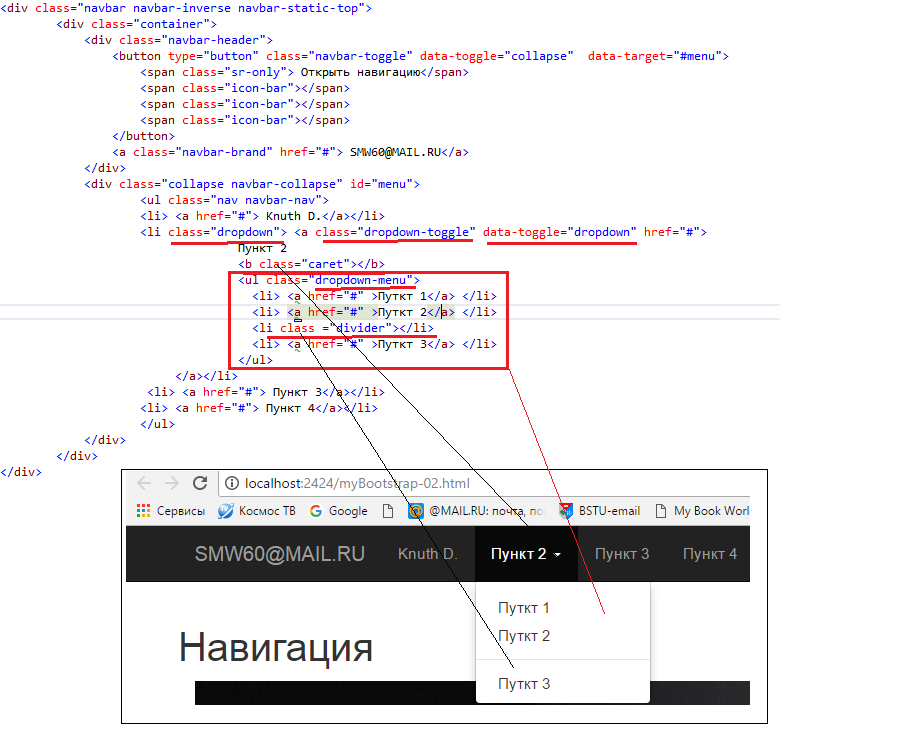 <div class="navbar navbar-inverse navbar-static-top">
<div class="container">
<div class="navbar-header">
<button type="button" class="navbar-toggle" data-toggle="collapse"  data-target="#menu">
<span class="sr-only"> Открыть навигацию</span>
<span class="icon-bar"></span>
<span class="icon-bar"></span>
<span class="icon-bar"></span>
</button>
<a class="navbar-brand" href="#"> SMW60@MAIL.RU</a>
</div>
<div class="collapse navbar-collapse" id="menu">
<ul class="nav navbar-nav">
<li> <a href="#"> Knuth D.</a></li>
<li class="dropdown"> <a class="dropdown-toggle" data-toggle="dropdown" href="#">
Пункт 2
<b class="caret"></b>
<ul class="dropdown-menu">
<li> <a href="#" >Путкт 1</a> </li>
<li> <a href="#" >Путкт 2</a> </li>
<li class ="divider"></li>
<li> <a href="#" >Путкт 3</a> </li>
</ul>
</a></li>
<li> <a href="#"> Пункт 3</a></li>
<li> <a href="#"> Пункт 4</a></li>
</ul>
</div>
</div>
</div>
localhost:2424/myBootstrap-02.html
Сервисы Космос ТВ Google @MAIL.RU: почта, по BSTU-email My Book Worl
SMW60@MAIL.RU Knuth D. Пункт 2 Пункт 3 Пункт 4
Путкт 1
Путкт 2
Навигация
Путкт 3